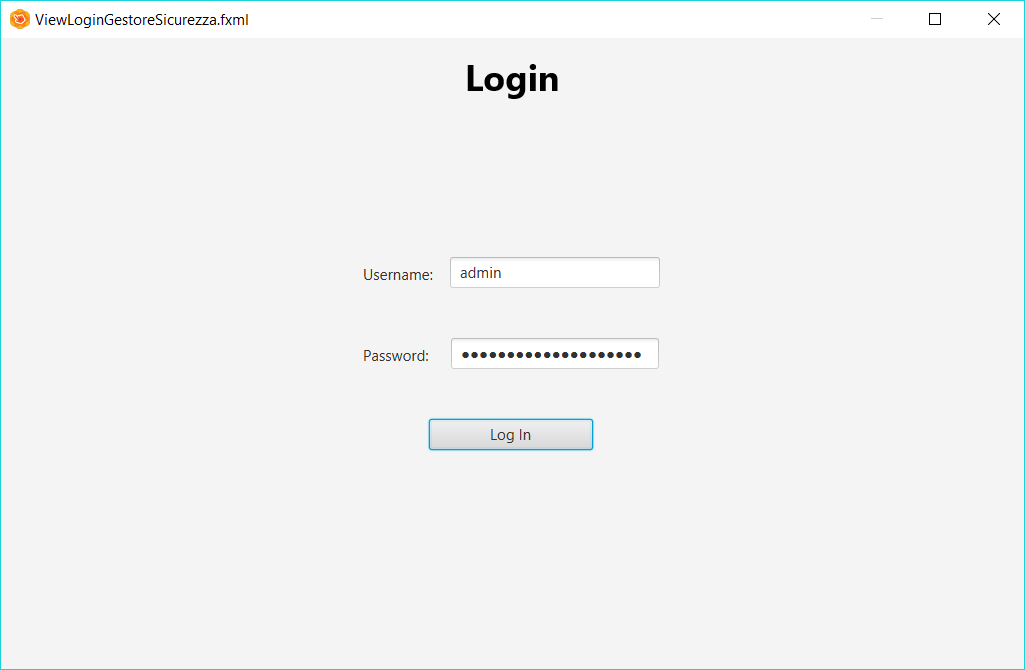 ViewLoginGestoreSicurezza.fxml
Login
Username: admin
Password: ●●●●●●●●●●●●●●●●●●●●
Log In